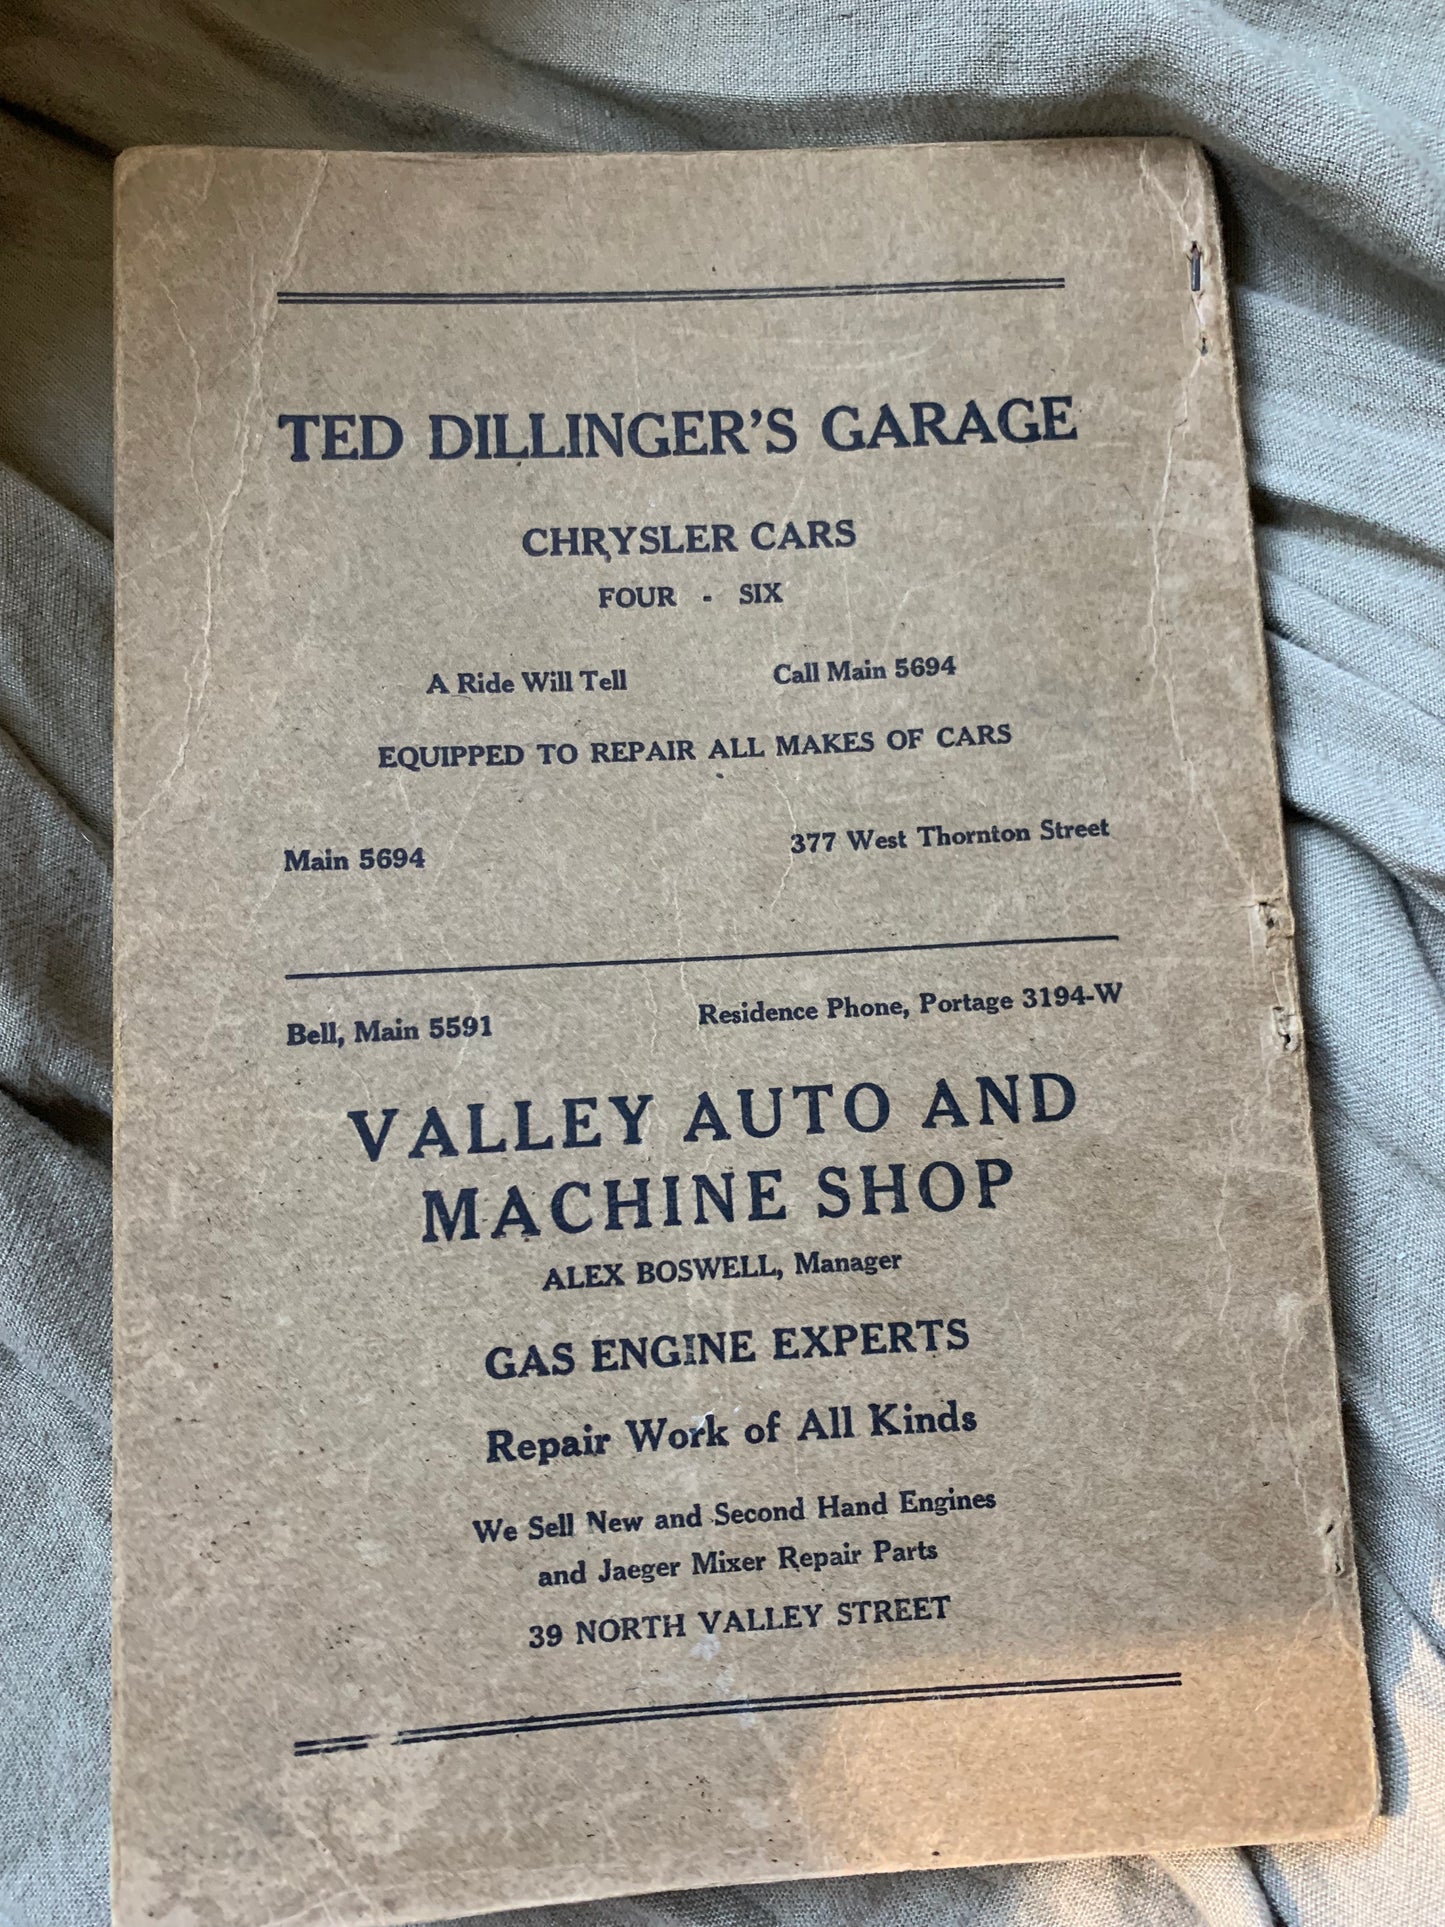 TED DILLINGER'S GARAGE
CHRYSLER CARS
FOUR - SIX
A Ride Will Tell Call Main 5694
EQUIPPED TO REPAIR ALL MAKES OF CARS
Main 5694 377 West Thornton Street
Bell, Main 5591 Residence Phone, Portage 3194-W
VALLEY AUTO AND
MACHINE SHOP
ALEX BOSWELL, Manager
GAS ENGINE EXPERTS
Repair Work of All Kinds
We Sell New and Second Hand Engines
and Jaeger Mixer Repair Parts
39 NORTH VALLEY STREET